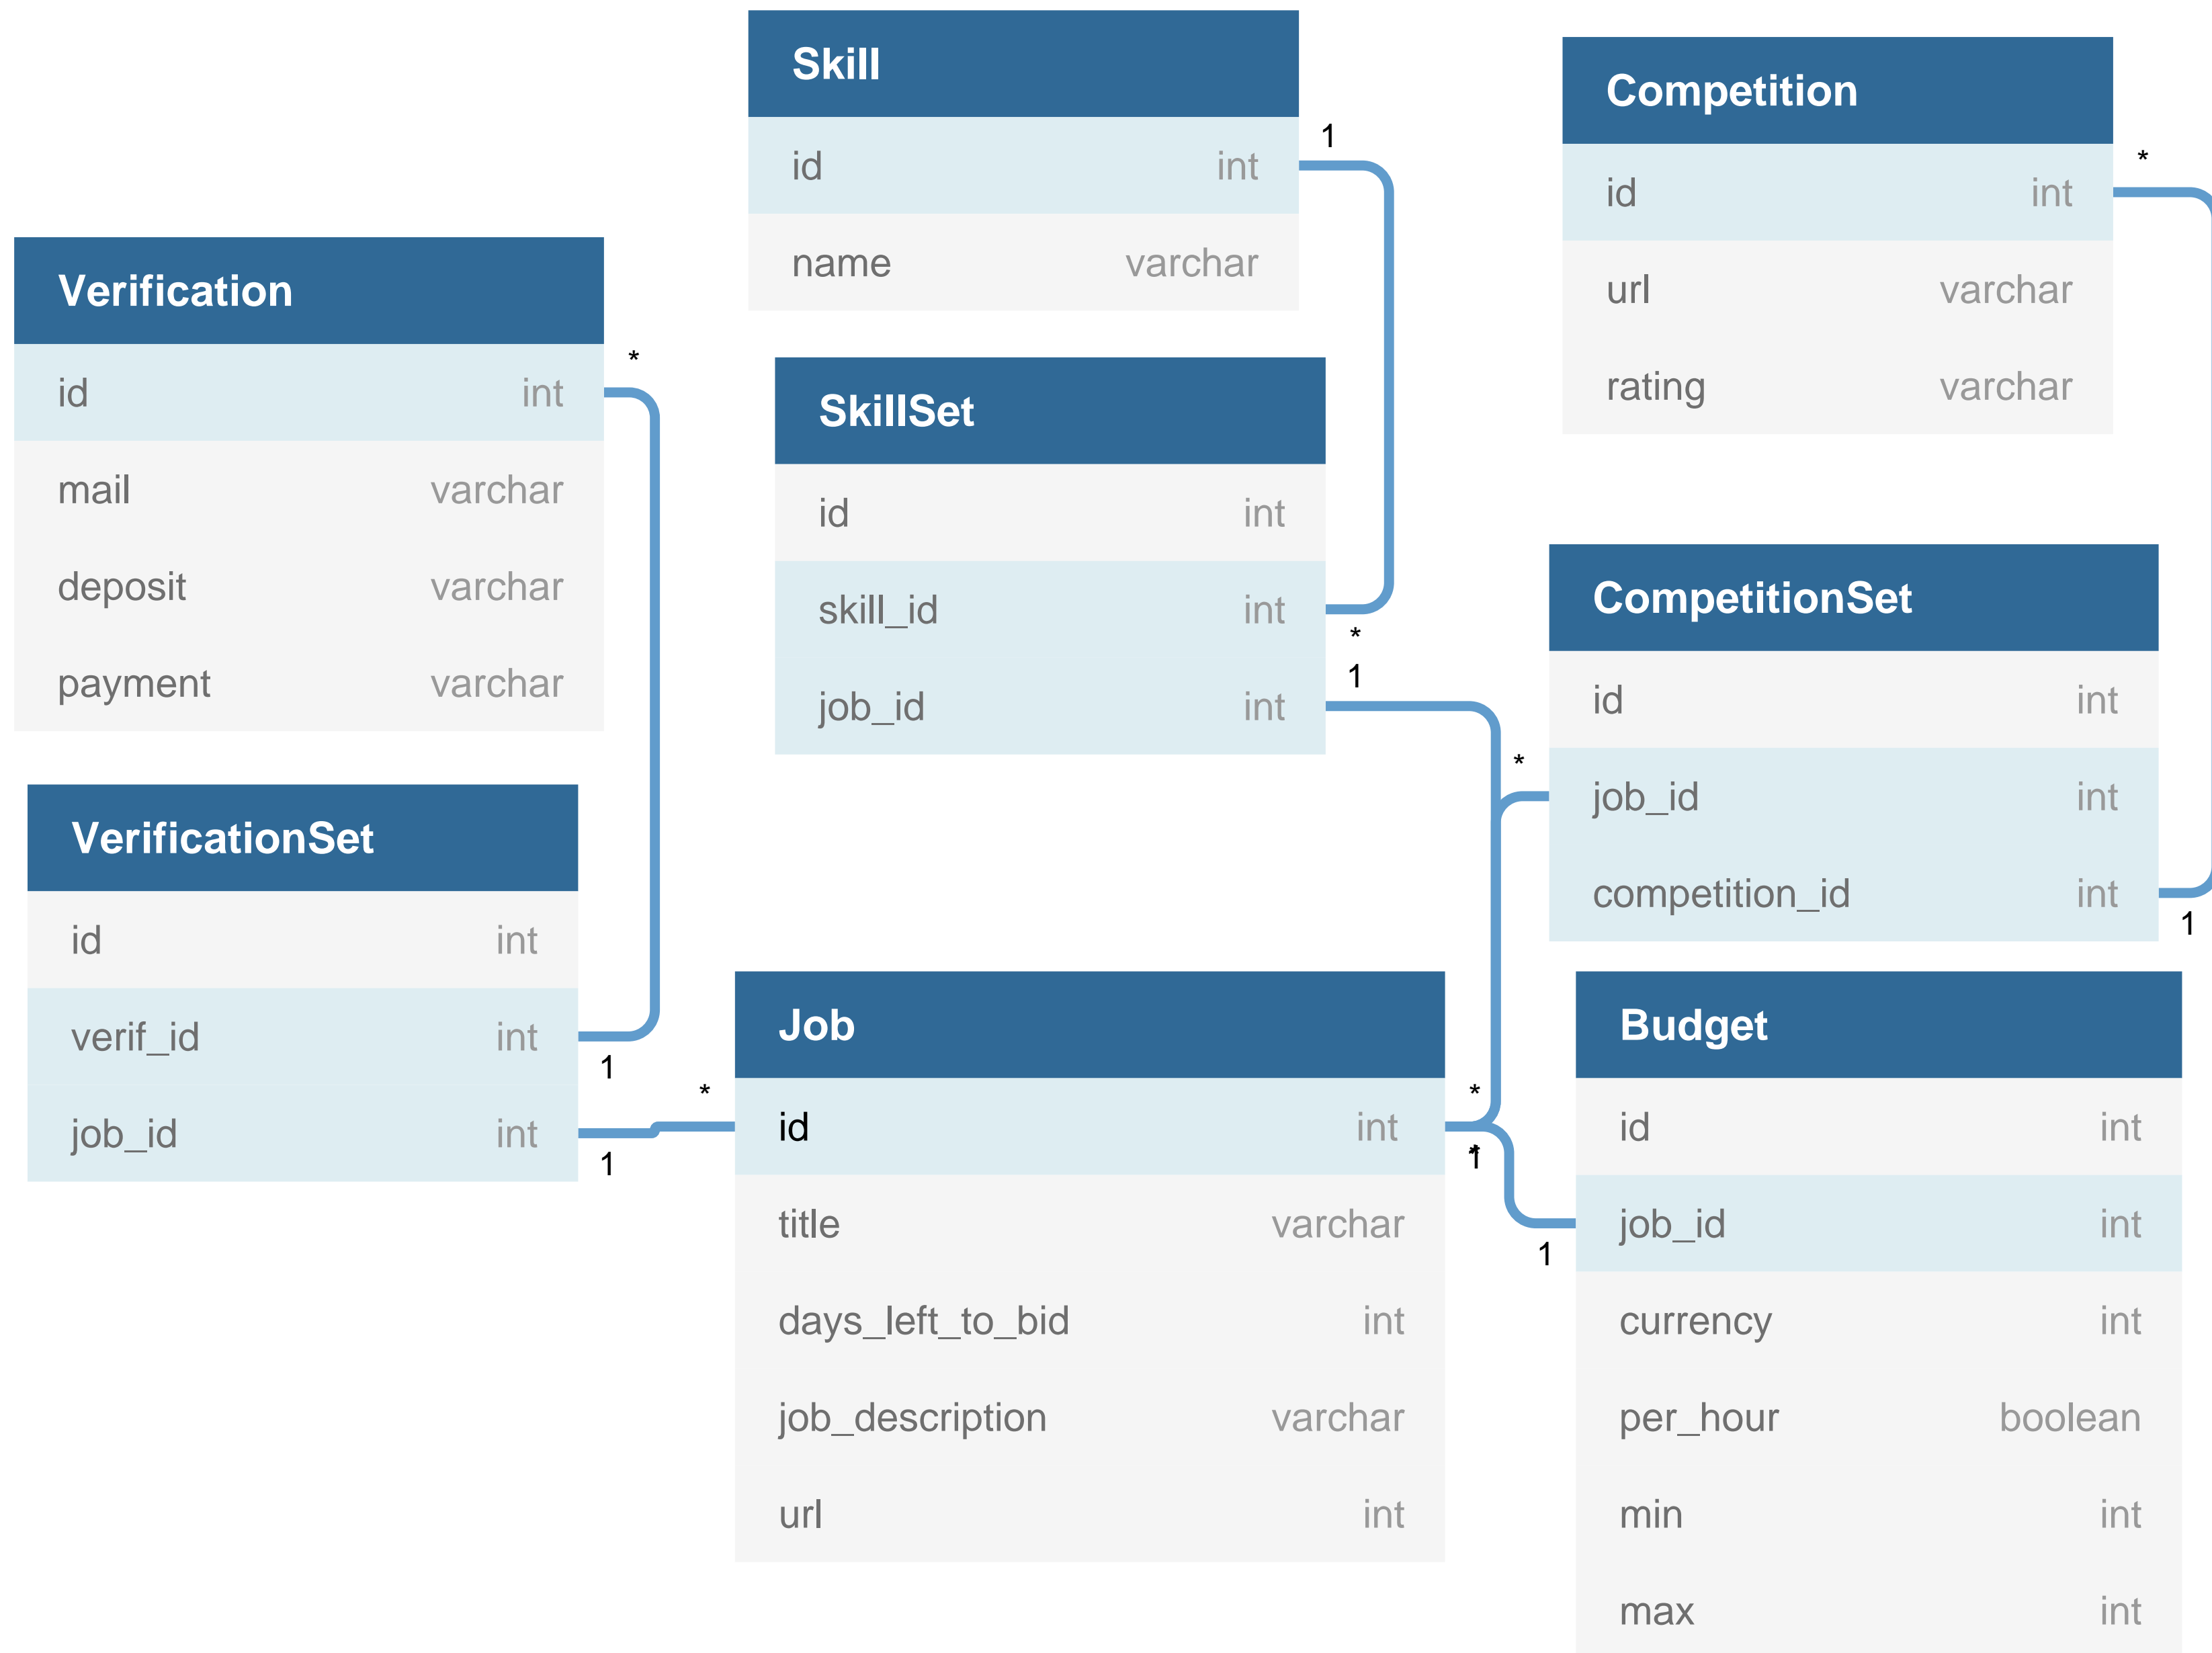 Skill
id int
name varchar
1
Competition
id int
url varchar
rating varchar
*
Verification
id int
mail varchar
deposit varchar
payment varchar
*
SkillSet
id int
skill_id int
job_id int
*
1
CompetitionSet
id int
job_id int
competition_id int
*
1
VerificationSet
id int
verif_id int
job_id int
1
1
Job
id int
title varchar
days_left_to_bid int
job_description varchar
url int
*
*
1
*
Budget
id int
job_id int
currency int
per_hour boolean
min int
max int
1